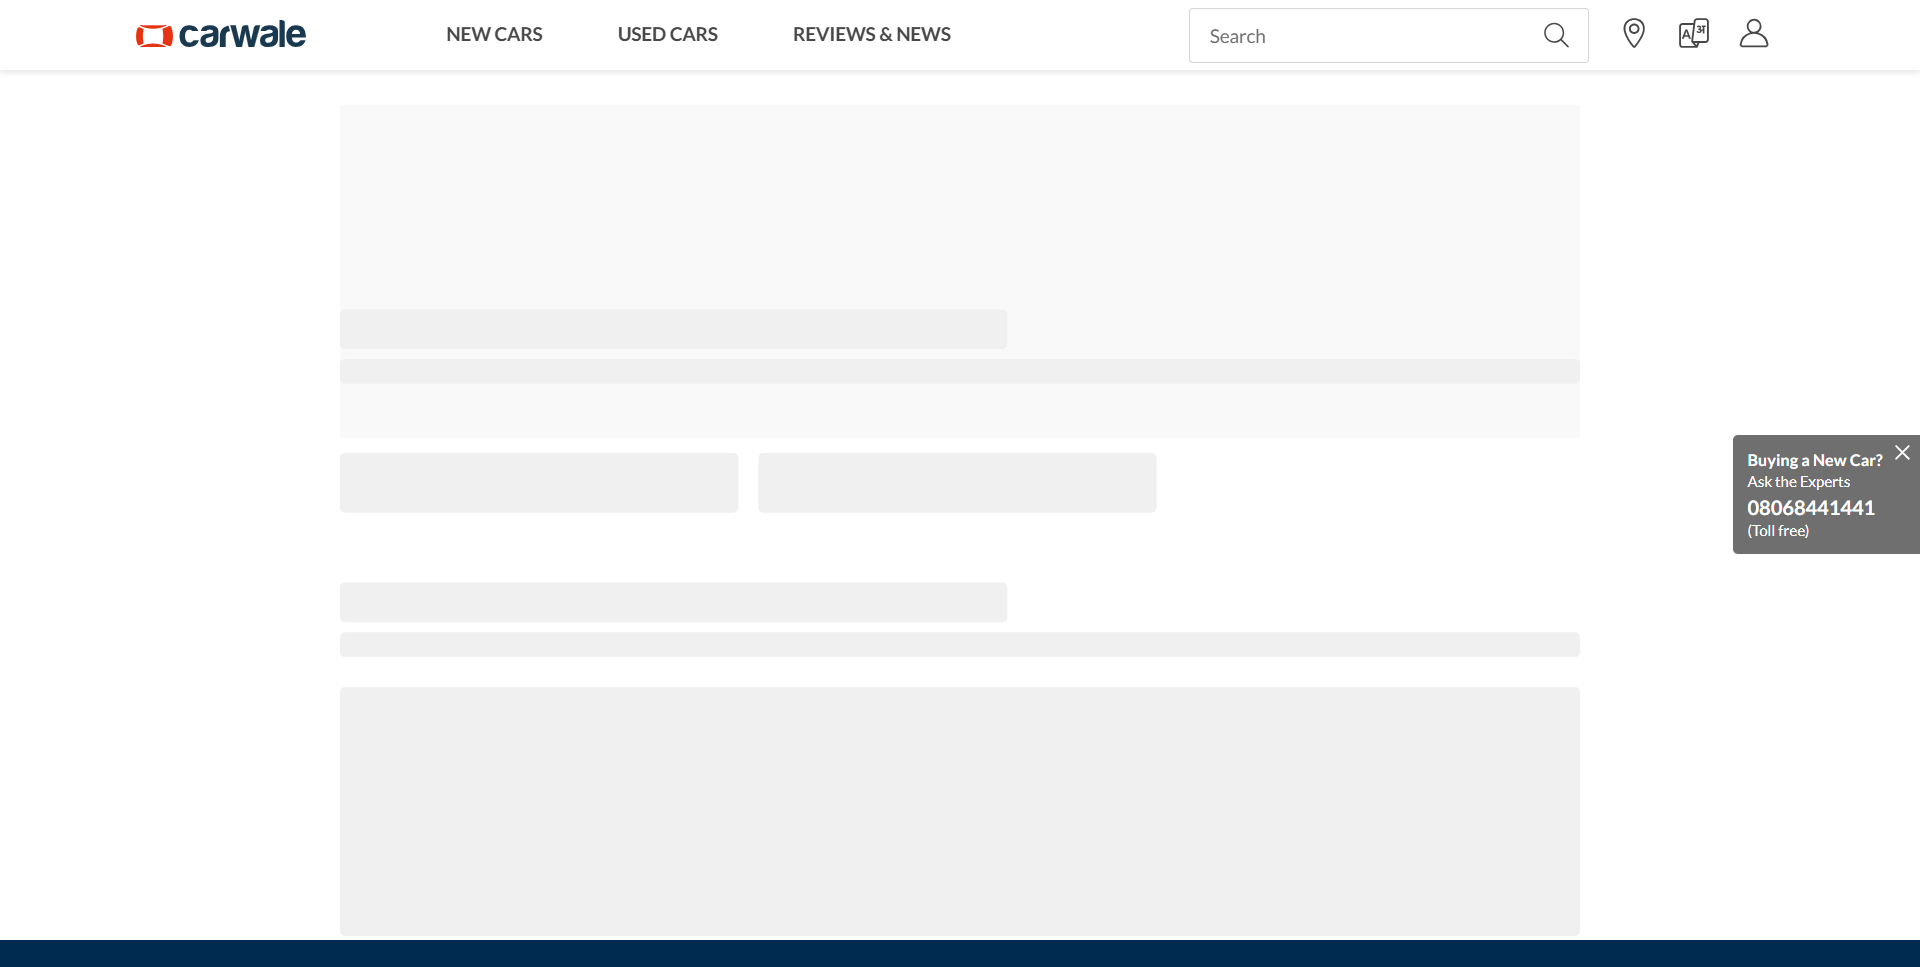 carwale
NEW CARS
USED CARS
REVIEWS & NEWS
Search
A अ
Buying a New Car?
Ask the Experts
08068441441
(Toll free)